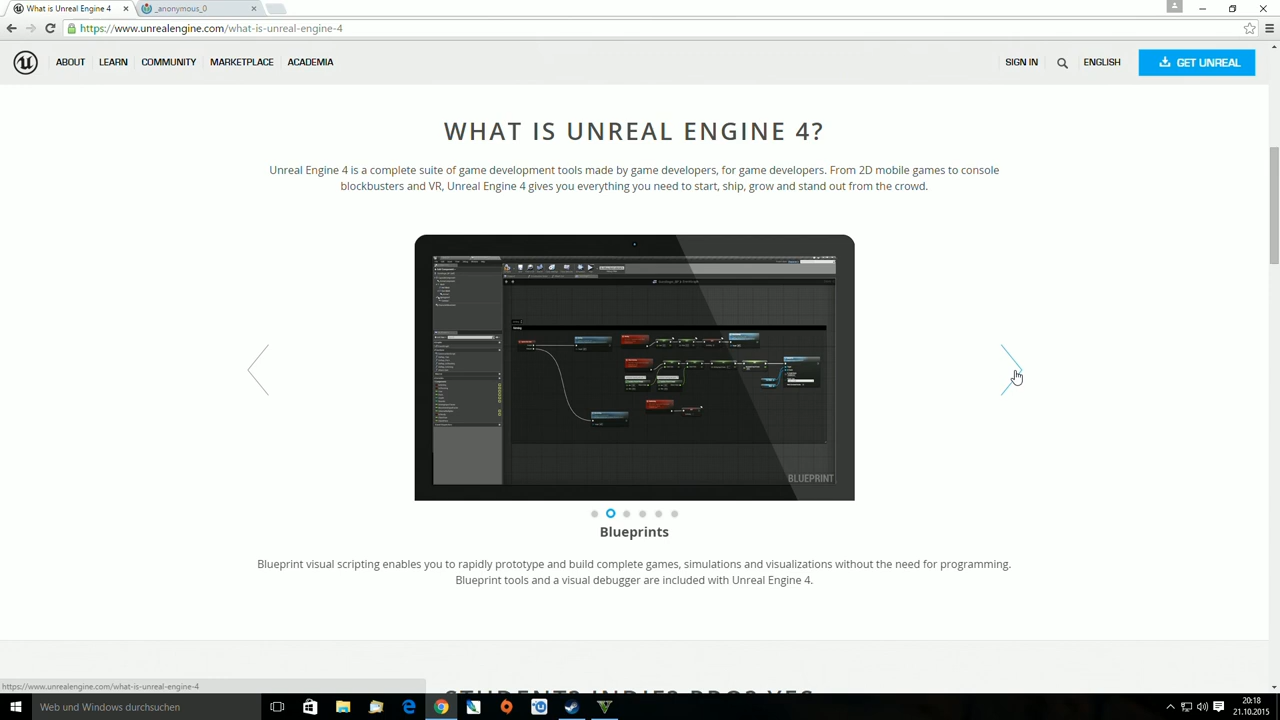 What is Unreal Engine 4
_anonymous_0
https://www.unrealengine.com/what-is-unreal-engine-4
ABOUT LEARN COMMUNITY MARKETPLACE ACADEMIA SIGN IN ENGLISH GET UNREAL
WHAT IS UNREAL ENGINE 4?
Unreal Engine 4 is a complete suite of game development tools made by game developers, for game developers. From 2D mobile games to console
blockbusters and VR, Unreal Engine 4 gives you everything you need to start, ship, grow and stand out from the crowd.
BLUEPRINT
Blueprints
Blueprint visual scripting enables you to rapidly prototype and build complete games, simulations and visualizations without the need for programming.
Blueprint tools and a visual debugger are included with Unreal Engine 4.
https://www.unrealengine.com/what-is-unreal-engine-4
Web und Windows durchsuchen
20:18
21.10.2015